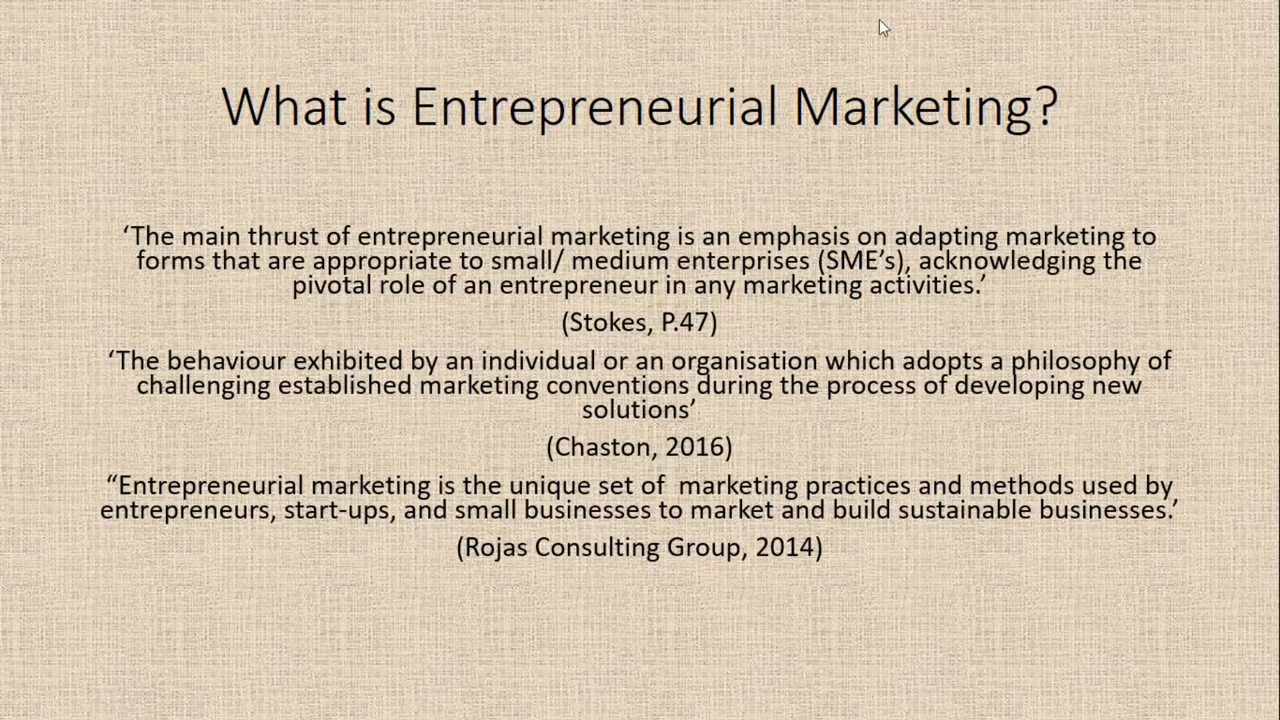 What is Entrepreneurial Marketing?
‘The main thrust of entrepreneurial marketing is an emphasis on adapting marketing to
forms that are appropriate to small/ medium enterprises (SME’s), acknowledging the
pivotal role of an entrepreneur in any marketing activities.’
(Stokes, P.47)
‘The behaviour exhibited by an individual or an organisation which adopts a philosophy of
challenging established marketing conventions during the process of developing new
solutions’
(Chaston, 2016)
“Entrepreneurial marketing is the unique set of  marketing practices and methods used by
entrepreneurs, start-ups, and small businesses to market and build sustainable businesses.’
(Rojas Consulting Group, 2014)